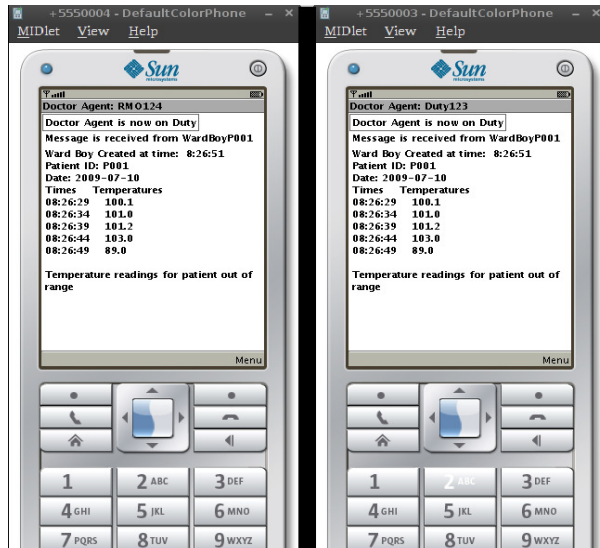 +5550004 - DefaultColorPhone
MIDlet View Help
Sun
microsystems
Doctor Agent: RMO124
Doctor Agent is now on Duty
Message is received from WardBoyP001
Ward Boy Created at time: 8:26:51
Patient ID: P001
Date: 2009-07-10
Times Temperatures
08:26:29 100.1
08:26:34 101.0
08:26:39 101.2
08:26:44 103.0
08:26:49 89.0
Temperature readings for patient out of
range
Menu
1 2 ABC 3 DEF
4 GHI 5 JKL 6 MNO
7 PQRS 8 TUV 9 WXYZ
+5550003 - DefaultColorPhone
MIDlet View Help
Sun
microsystems
Doctor Agent: Duty123
Doctor Agent is now on Duty
Message is received from WardBoyP001
Ward Boy Created at time: 8:26:51
Patient ID: P001
Date: 2009-07-10
Times Temperatures
08:26:29 100.1
08:26:34 101.0
08:26:39 101.2
08:26:44 103.0
08:26:49 89.0
Temperature readings for patient out of
range
Menu
1 2 ABC 3 DEF
4 GHI 5 JKL 6 MNO
7 PQRS 8 TUV 9 WXYZ